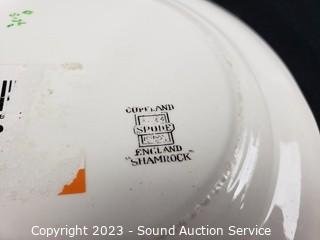 COPELAND
SPODE
ENGLAND
"SHAMROCK"
Copyright 2023 - Sound Auction Service